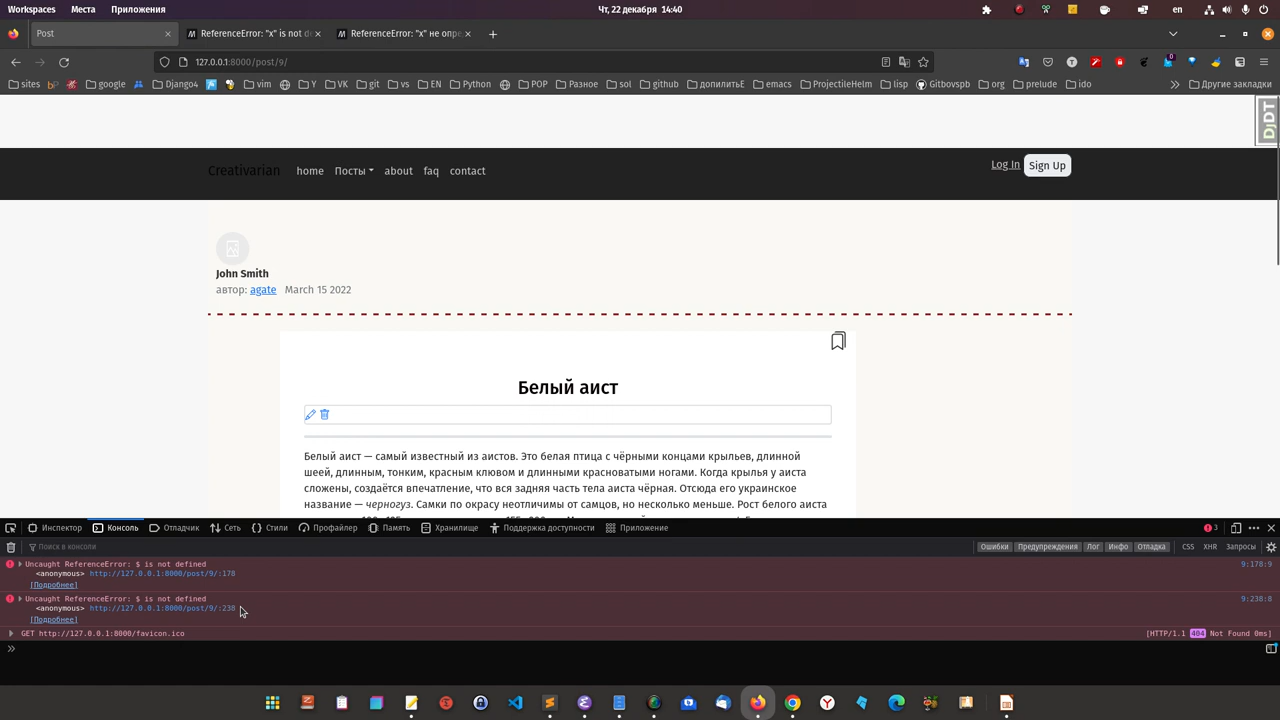 Workspaces Места Приложения Чт, 22 декабря 14:40 en
Post ReferenceError: "x" is not de ReferenceError: "x" не опре
127.0.0.1:8000/post/9/
sites google Django4 vim Y VK git vs EN Python POP Разное sol github допилитьE emacs ProjectileHelm lisp Gitbovspb org prelude ido Другие закладки
DjDT
Creativarian home Посты about faq contact Log In Sign Up
John Smith
автор: agate March 15 2022
Белый аист
Белый аист — самый известный из аистов. Это белая птица с чёрными концами крыльев, длинной
шеей, длинным, тонким, красным клювом и длинными красноватыми ногами. Когда крылья у аиста
сложены, создаётся впечатление, что вся задняя часть тела аиста чёрная. Отсюда его украинское
название — черногуз. Самки по окрасу неотличимы от самцов, но несколько меньше. Рост белого аиста
Инспектор Консоль Отладчик Сеть Стили Профайлер Память Хранилище Поддержка доступности Приложение 3
Поиск в консоли Ошибки Предупреждения Лог Инфо Отладка CSS XHR Запросы
Uncaught ReferenceError: $ is not defined 9:178:9
<anonymous> http://127.0.0.1:8000/post/9/:178
[Подробнее]
Uncaught ReferenceError: $ is not defined 9:238:8
<anonymous> http://127.0.0.1:8000/post/9/:238
[Подробнее]
GET http://127.0.0.1:8000/favicon.ico [HTTP/1.1 404 Not Found 0ms]